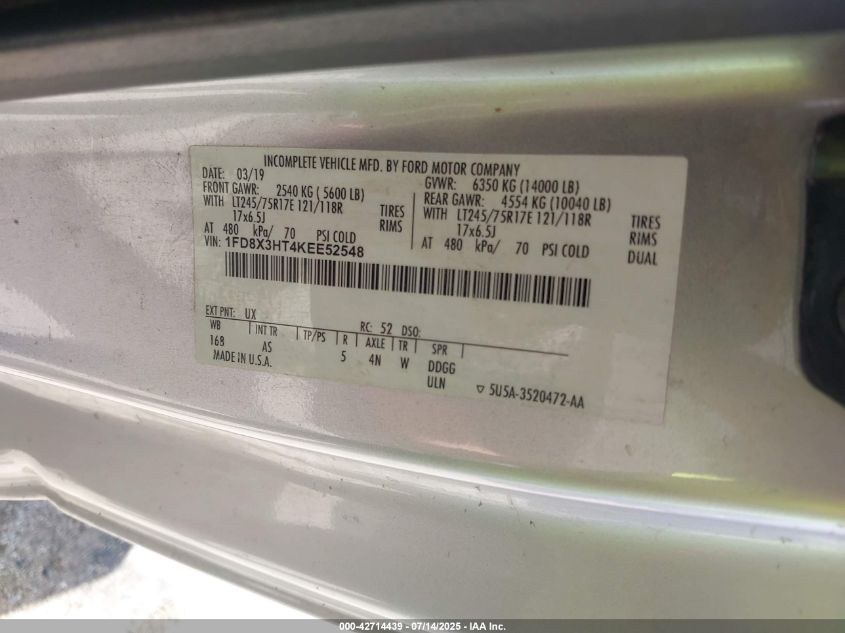 INCOMPLETE VEHICLE MFD. BY FORD MOTOR COMPANY
DATE: 03/19 GVWR: 6350 KG (14000 LB)
FRONT GAWR: 2540 KG ( 5600 LB) REAR GAWR: 4554 KG (10040 LB)
WITH LT245/75R17E 121/118R TIRES WITH LT245/75R17E 121/118R TIRES
17x6.5J RIMS 17x6.5J RIMS
AT 480 kPa/ 70 PSI COLD AT 480 kPa/ 70 PSI COLD DUAL
VIN: 1FD8X3HT4KEE52548
EXT PNT: UX RC: 52 DSO:
WB INT TR TP/PS R AXLE TR SPR
168 AS 5 4N W DDGG
MADE IN U.S.A. ULN 5U5A-3520472-AA
000-42714439 - 07/14/2025 - IAA Inc.